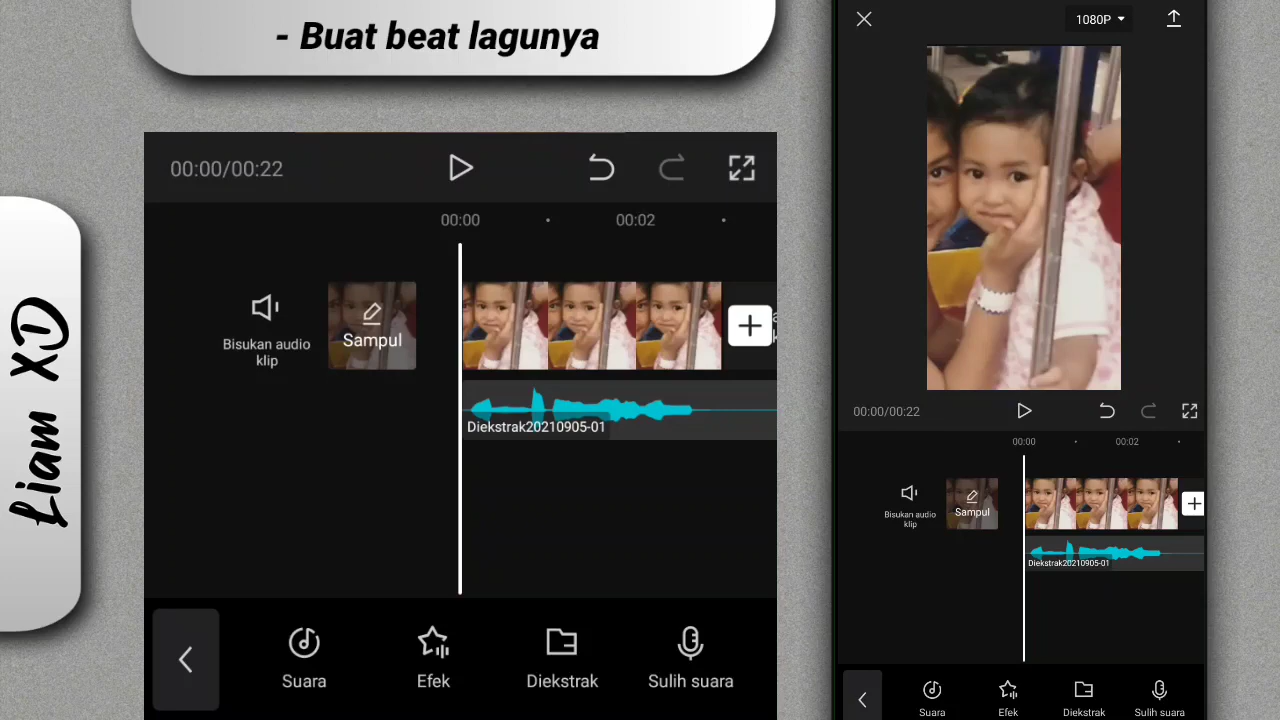 - Buat beat lagunya
Liam XD
00:00/00:22
00:00
00:02
Bisukan audio
klip
Sampul
Diekstrak20210905-01
Suara
Efek
Diekstrak
Sulih suara
1080P
00:00/00:22
00:00
00:02
Bisukan audio
klip
Sampul
Diekstrak20210905-01
Suara
Efek
Diekstrak
Sulih suara